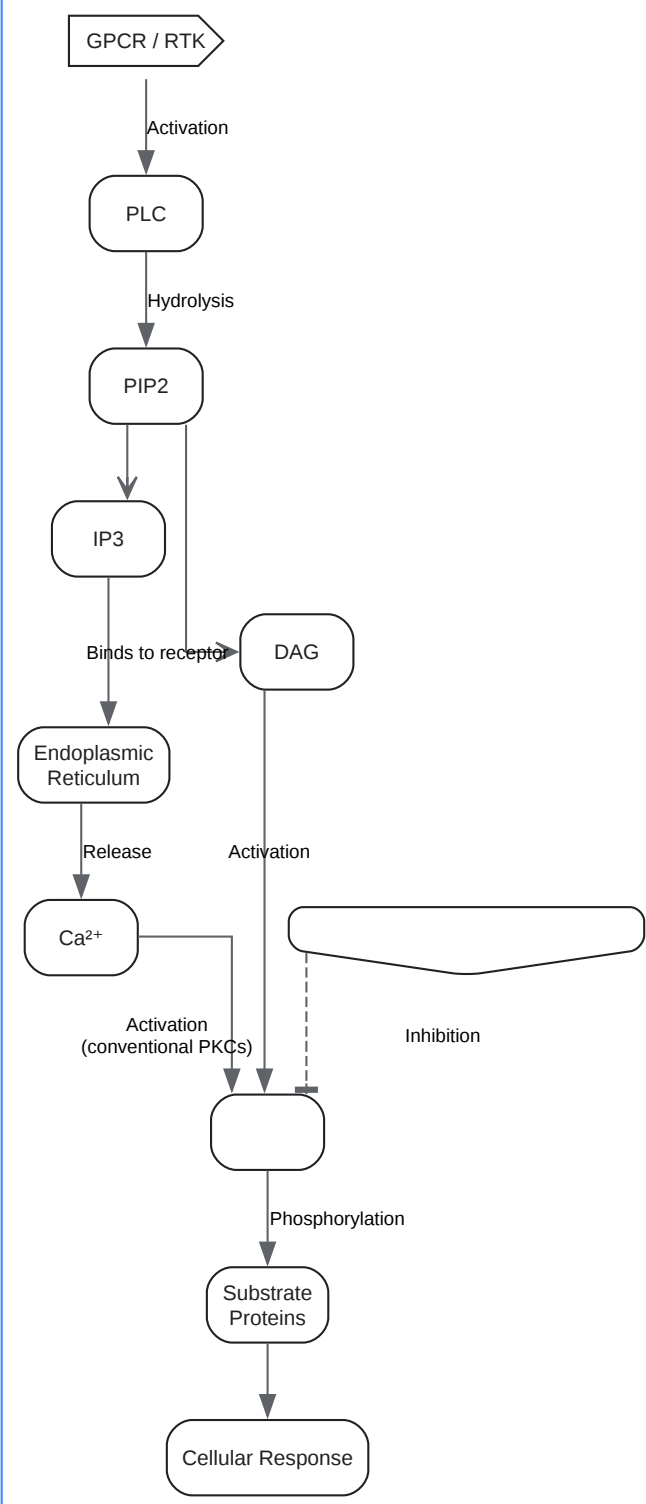 GPCR / RTK
Activation
PLC
Hydrolysis
PIP2
IP3
Binds to receptor
DAG
Endoplasmic
Reticulum
Release
Activation
Ca²⁺
Activation
(conventional PKCs)
Inhibition
Phosphorylation
Substrate
Proteins
Cellular Response